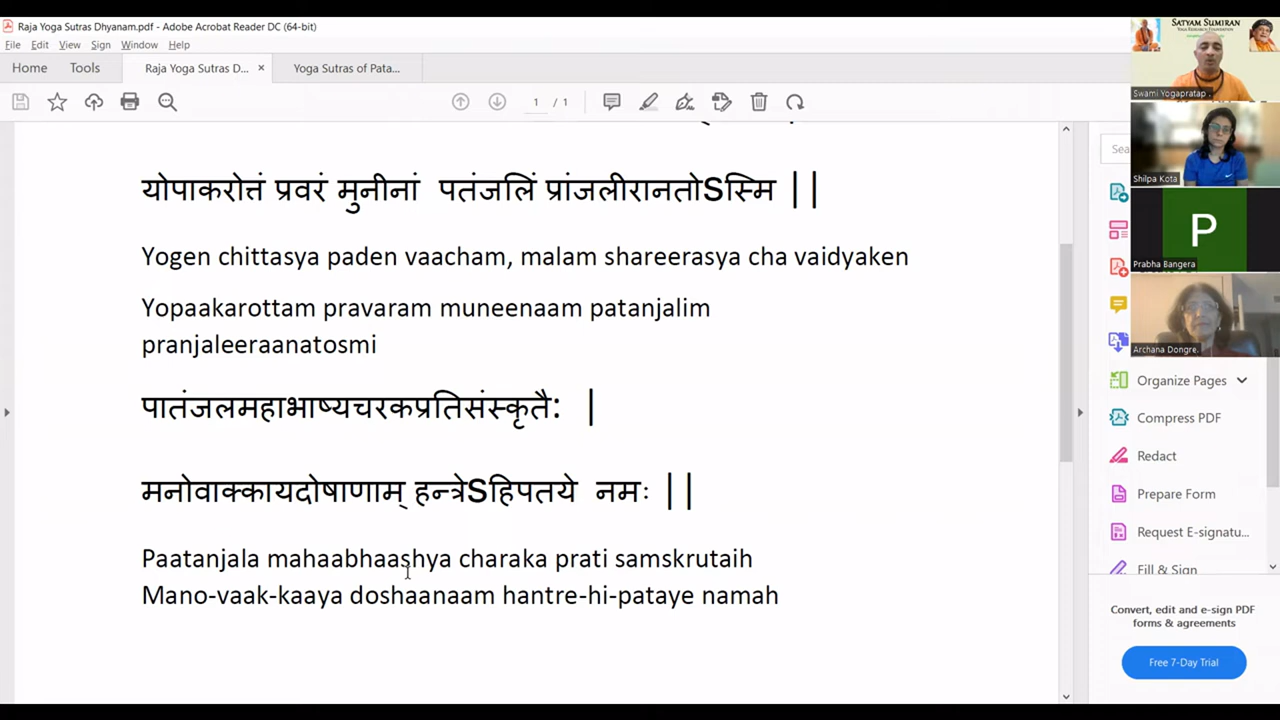 Raja Yoga Sutras Dhyanam.pdf - Adobe Acrobat Reader DC (64-bit)
File Edit View Sign Window Help
Home Tools Raja Yoga Sutras D... × Yoga Sutras of Pata...
1 / 1
योपाकरोत्तं प्रवरं मुनीनां पतंजलिं प्रांजलीरानतोSस्मि ||
Yogen chittasya paden vaacham, malam shareerasya cha vaidyaken
Yopaakarottam pravaram muneenaam patanjalim
pranjaleeraanatosmi
पातंजलमहाभाष्यचरकप्रतिसंस्कृतै: |
मनोवाक्कायदोषाणाम् हन्त्रेSहिपतये नमः ||
Paatanjala mahaabhaashya charaka prati samskrutaih
Mano-vaak-kaaya doshaanaam hantre-hi-pataye namah
SATYAM SUMIRAN
Swami Yogapratap .
Shilpa Kota
P
Prabha Bangera
Archana Dongre.
Sea
Organize Pages
Compress PDF
Redact
Prepare Form
Request E-signatu...
Fill & Sign
Convert, edit and e-sign PDF
forms & agreements
Free 7-Day Trial